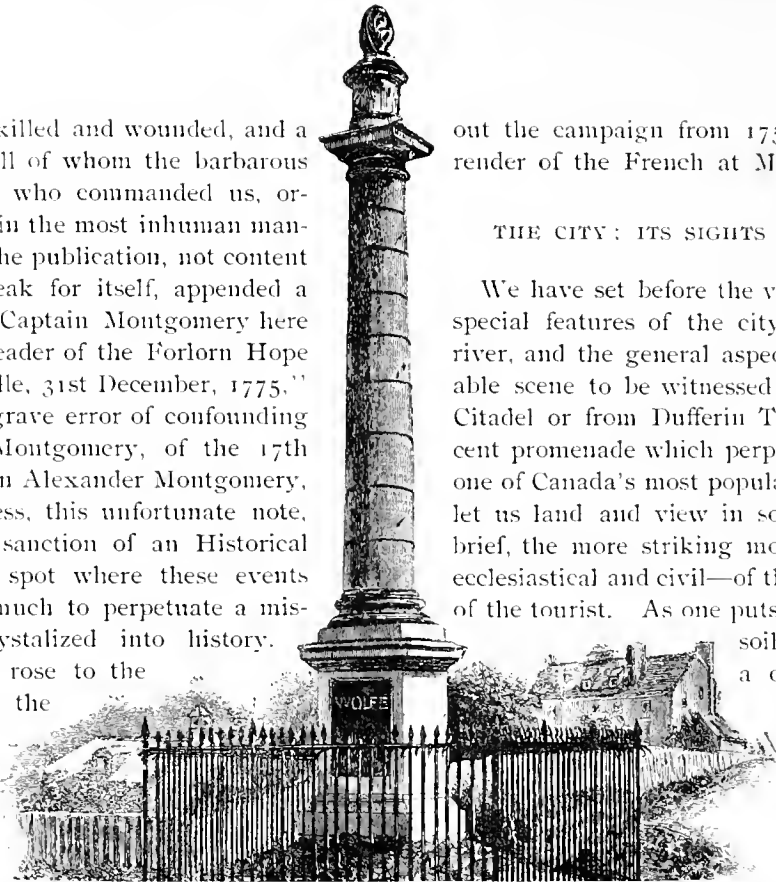 killed and wounded, and a
ll of whom the barbarous
who commanded us, or-
in the most inhuman man-
he publication, not content
eak for itself, appended a
Captain Montgomery here
eader of the Forlorn Hope
lle, 31st December, 1775,"
grave error of confounding
Montgomery, of the 17th
n Alexander Montgomery,
ess, this unfortunate note,
sanction of an Historical
spot where these events
much to perpetuate a mis-
ystalized into history.
rose to the
the
WOLFE
out the campaign from 175
render of the French at M
THE CITY: ITS SIGHTS
We have set before the v
special features of the city
river, and the general aspec
able scene to be witnessed
Citadel or from Dufferin T
cent promenade which perp
one of Canada's most popula
let us land and view in so
brief, the more striking mo
ecclesiastical and civil—of th
of the tourist. As one puts
soil
a c